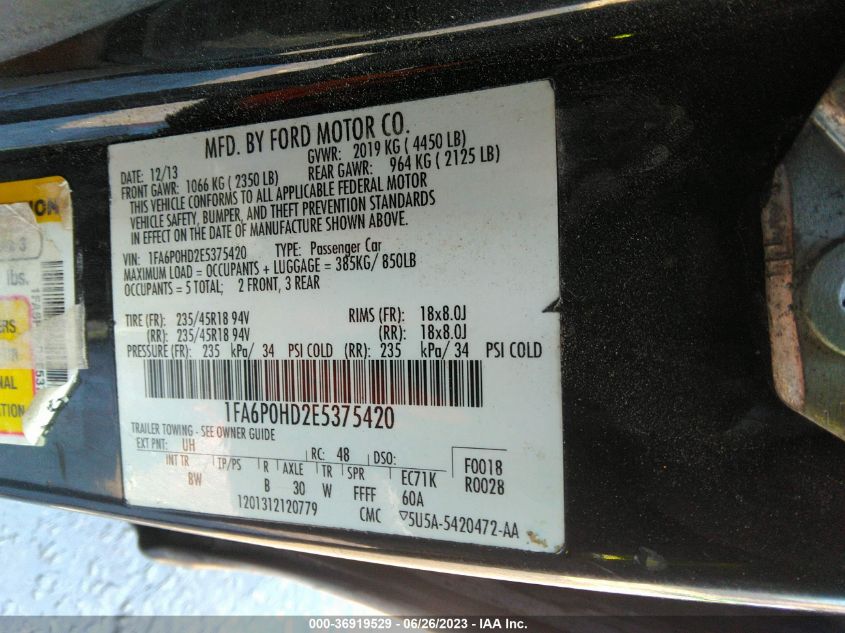 MFD. BY FORD MOTOR CO.
DATE: 12/13 GVWR: 2019 KG ( 4450 LB)
FRONT GAWR: 1066 KG ( 2350 LB) REAR GAWR: 964 KG ( 2125 LB)
THIS VEHICLE CONFORMS TO ALL APPLICABLE FEDERAL MOTOR
VEHICLE SAFETY, BUMPER, AND THEFT PREVENTION STANDARDS
IN EFFECT ON THE DATE OF MANUFACTURE SHOWN ABOVE.
VIN: 1FA6P0HD2E5375420 TYPE: Passenger Car
MAXIMUM LOAD = OCCUPANTS + LUGGAGE = 385KG/ 850LB
OCCUPANTS = 5 TOTAL; 2 FRONT, 3 REAR
TIRE (FR): 235/45R18 94V RIMS (FR): 18x8.0J
(RR): 235/45R18 94V (RR): 18x8.0J
PRESSURE (FR): 235 kPa/ 34 PSI COLD (RR): 235 kPa/ 34 PSI COLD
1FA6P0HD2E5375420
TRAILER TOWING - SEE OWNER GUIDE
EXT PNT: UH RC: 48 DSO: F0018
INT TR TP/PS R AXLE TR SPR EC71K R0028
BW B 30 W FFFF 60A
1201312120779 CMC ▽5U5A-5420472-AA
ION
lbs.
ERS
NAL
ATION
000-36919529 - 06/26/2023 - IAA Inc.